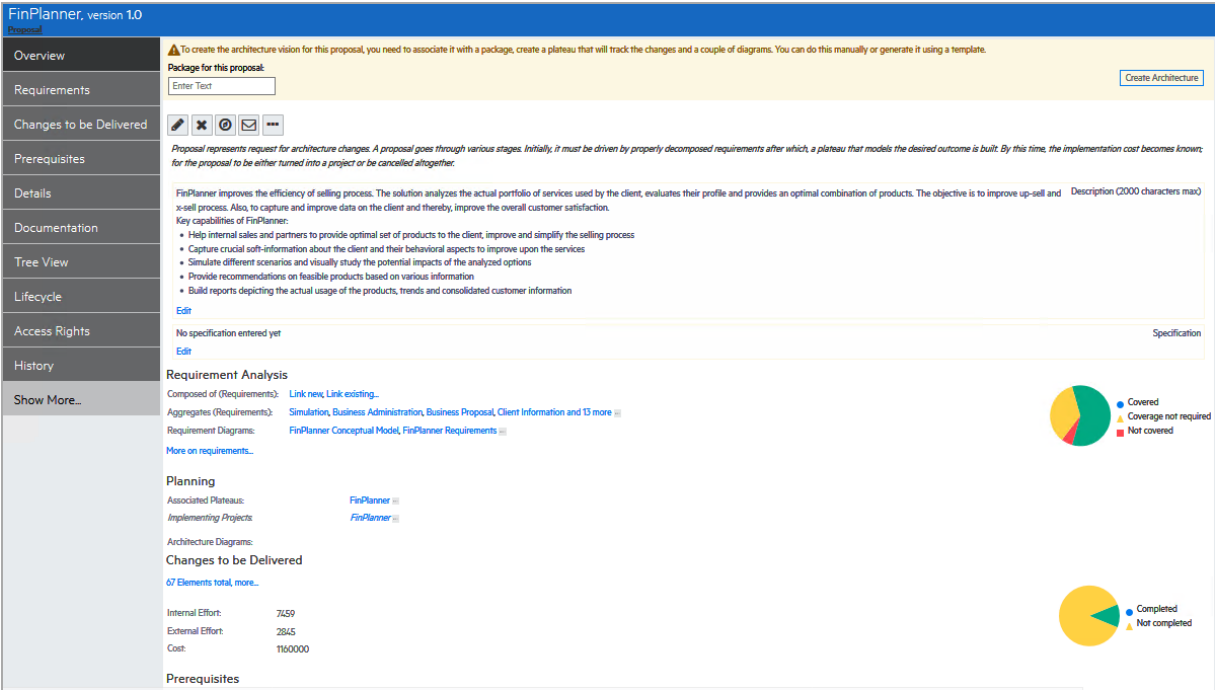 FinPlanner, version 1.0
Proposal
Overview
Requirements
Changes to be Delivered
Prerequisites
Details
Documentation
Tree View
Lifecycle
Access Rights
History
Show More...
To create the architecture vision for this proposal, you need to associate it with a package, create a plateau that will track the changes and a couple of diagrams. You can do this manually or generate it using a template.
Package for this proposal:
Enter Text
Create Architecture
Proposal represents request for architecture changes. A proposal goes through various stages. Initially, it must be driven by properly decomposed requirements after which, a plateau that models the desired outcome is built. By this time, the implementation cost becomes known;
for the proposal to be either turned into a project or be cancelled altogether.
FinPlanner improves the efficiency of selling process. The solution analyzes the actual portfolio of services used by the client, evaluates their profile and provides an optimal combination of products. The objective is to improve up-sell and
Description (2000 characters max)
x-sell process. Also, to capture and improve data on the client and thereby, improve the overall customer satisfaction.
Key capabilities of FinPlanner:
• Help internal sales and partners to provide optimal set of products to the client, improve and simplify the selling process
• Capture crucial soft-information about the client and their behavioral aspects to improve upon the services
• Simulate different scenarios and visually study the potential impacts of the analyzed options
• Provide recommendations on feasible products based on various information
• Build reports depicting the actual usage of the products, trends and consolidated customer information
Edit
No specification entered yet
Specification
Edit
Requirement Analysis
Composed of (Requirements): Link new, Link existing...
Aggregates (Requirements): Simulation, Business Administration, Business Proposal, Client Information and 13 more
Requirement Diagrams: FinPlanner Conceptual Model, FinPlanner Requirements
More on requirements...
Covered
Coverage not required
Not covered
Planning
Associated Plateaus: FinPlanner
Implementing Projects: FinPlanner
Architecture Diagrams:
Changes to be Delivered
67 Elements total, more...
Internal Effort: 7459
External Effort: 2845
Cost: 1160000
Completed
Not completed
Prerequisites